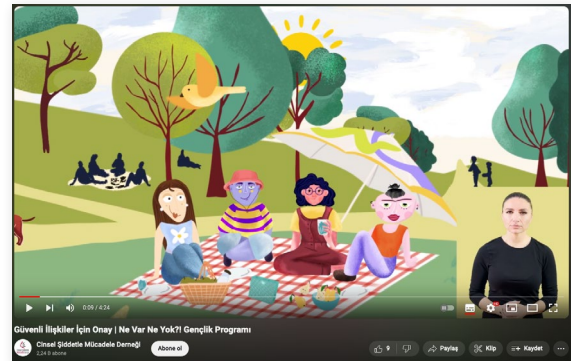 0:09 / 4:24
Güvenli İlişkiler İçin Onay | Ne Var Ne Yok?! Gençlik Programı
Cinsel Şiddetle Mücadele Derneği
2,24 B abone
Abone ol
9
Paylaş
Klip
Kaydet